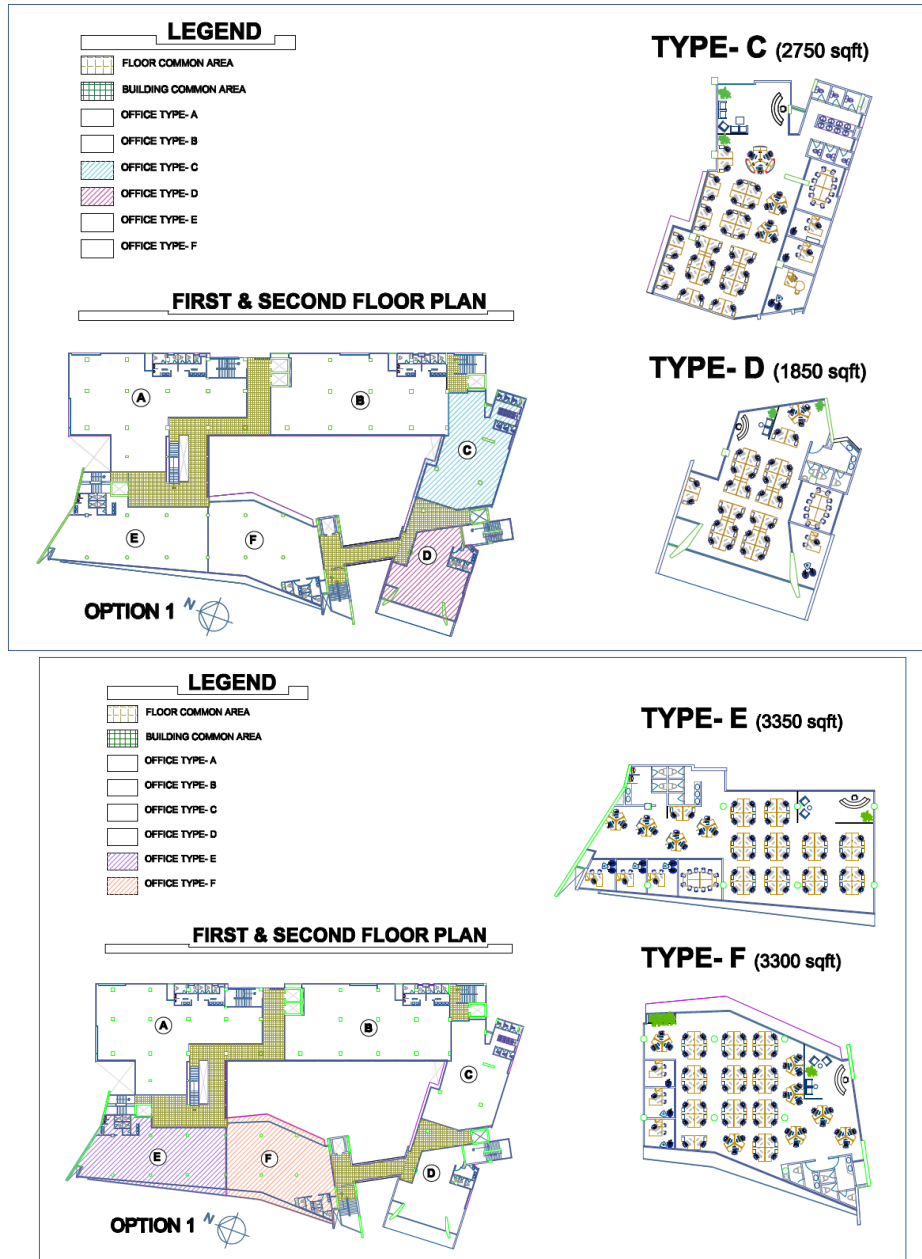 LEGEND
FLOOR COMMON AREA
BUILDING COMMON AREA
OFFICE TYPE- A
OFFICE TYPE- B
OFFICE TYPE- C
OFFICE TYPE- D
OFFICE TYPE- E
OFFICE TYPE- F
TYPE- C (2750 sqft)
FIRST & SECOND FLOOR PLAN
A
B
C
D
E
F
OPTION 1
N
TYPE- D (1850 sqft)
LEGEND
FLOOR COMMON AREA
BUILDING COMMON AREA
OFFICE TYPE- A
OFFICE TYPE- B
OFFICE TYPE- C
OFFICE TYPE- D
OFFICE TYPE- E
OFFICE TYPE- F
TYPE- E (3350 sqft)
FIRST & SECOND FLOOR PLAN
A
B
C
D
E
F
OPTION 1
N
TYPE- F (3300 sqft)